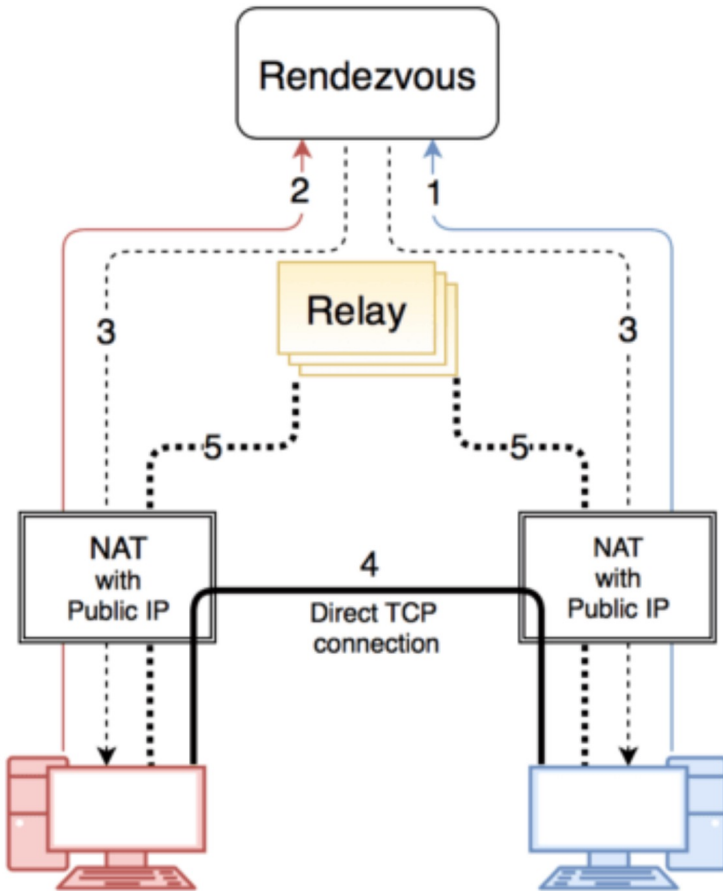 Rendezvous
2
1
Relay
3
3
5
5
NAT
with
Public IP
4
Direct TCP
connection
NAT
with
Public IP